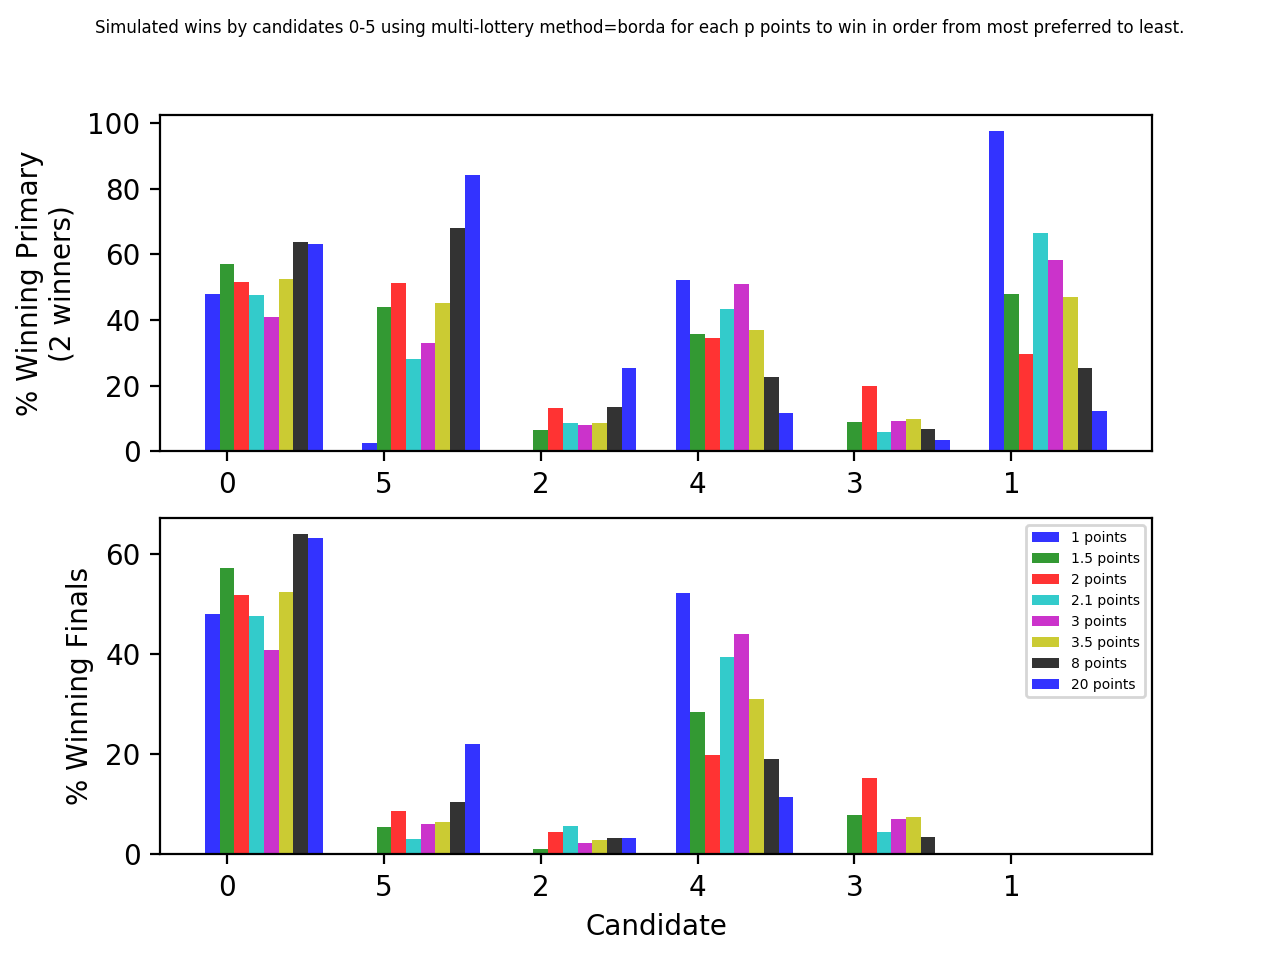 Simulated wins by candidates 0-5 using multi-lottery method=borda for each p points to win in order from most preferred to least.
% Winning Primary
(2 winners)
100
80
60
40
20
0
0 5 2 4 3 1
% Winning Finals
60
40
20
0
1 points
1.5 points
2 points
2.1 points
3 points
3.5 points
8 points
20 points
0 5 2 4 3 1
Candidate